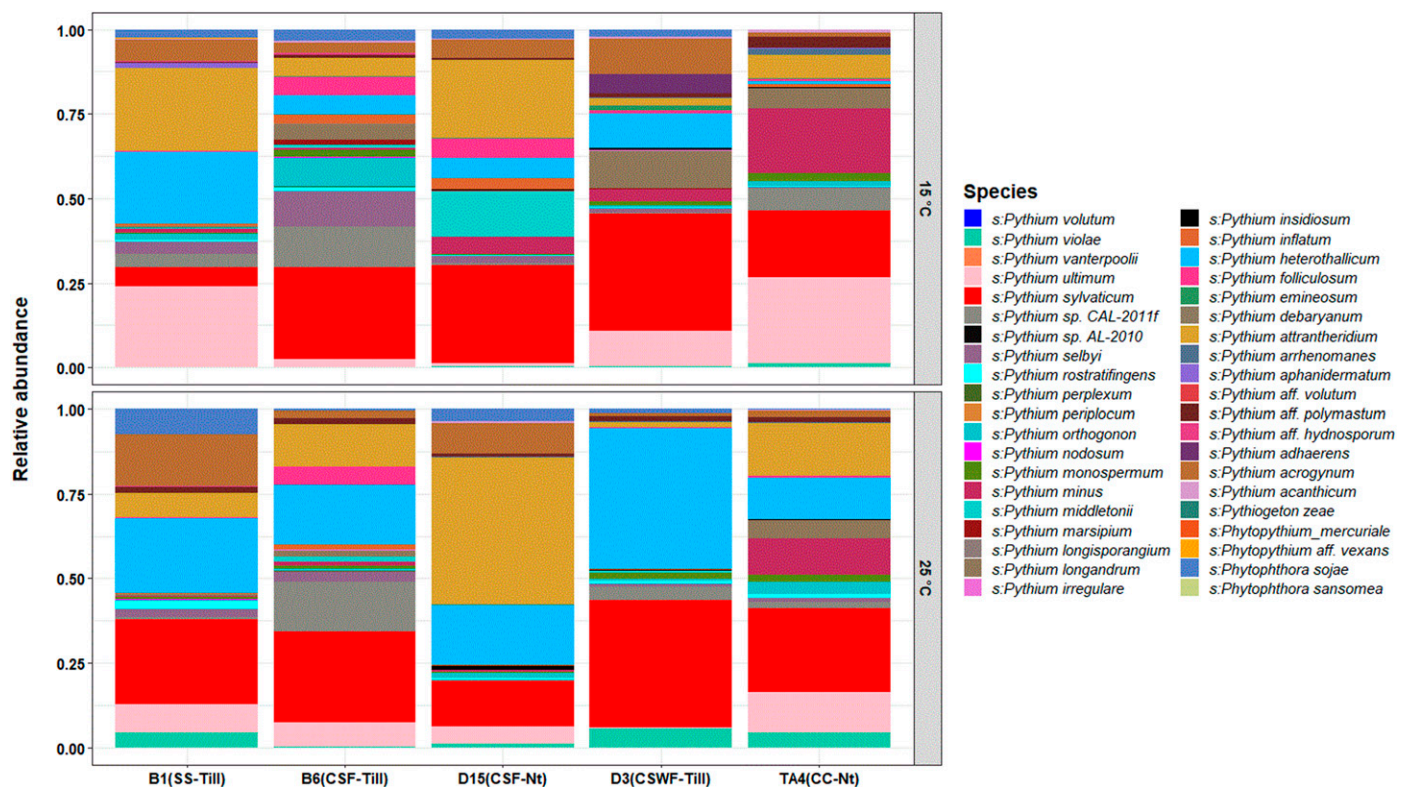 Relative abundance
1.00
0.75
0.50
0.25
0.00
15 °C
1.00
0.75
0.50
0.25
0.00
25 °C
B1(SS-Till)
B6(CSF-Till)
D15(CSF-Nt)
D3(CSWF-Till)
TA4(CC-Nt)
Species
s:Pythium volutum
s:Pythium violae
s:Pythium vanterpoolii
s:Pythium ultimum
s:Pythium sylvaticum
s:Pythium sp. CAL-2011f
s:Pythium sp. AL-2010
s:Pythium selbyi
s:Pythium rostratifingens
s:Pythium perplexum
s:Pythium periplocum
s:Pythium orthogonon
s:Pythium nodosum
s:Pythium monospermum
s:Pythium minus
s:Pythium middletonii
s:Pythium marsipium
s:Pythium longisporangium
s:Pythium longandrum
s:Pythium irregulare
s:Pythium insidiosum
s:Pythium inflatum
s:Pythium heterothallicum
s:Pythium folliculosum
s:Pythium emineosum
s:Pythium debaryanum
s:Pythium attrantheridium
s:Pythium arrhenomanes
s:Pythium aphanidermatum
s:Pythium aff. volutum
s:Pythium aff. polymastum
s:Pythium aff. hydnosporum
s:Pythium adhaerens
s:Pythium acrogynum
s:Pythium acanthicum
s:Pythiogeton zeae
s:Phytopythium_mercuriale
s:Phytopythium aff. vexans
s:Phytophthora sojae
s:Phytophthora sansomea